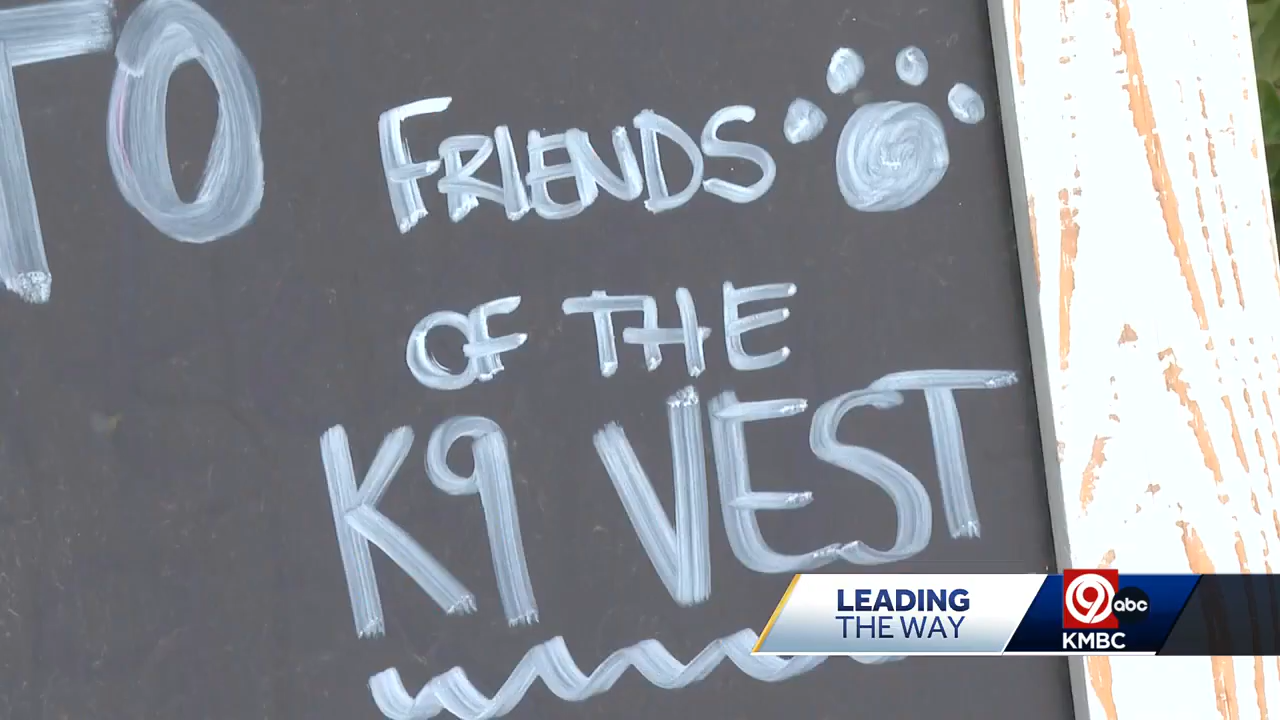 TO
FRIENDS
OF THE
K9 VEST
LEADING
THE WAY
9 abc
KMBC